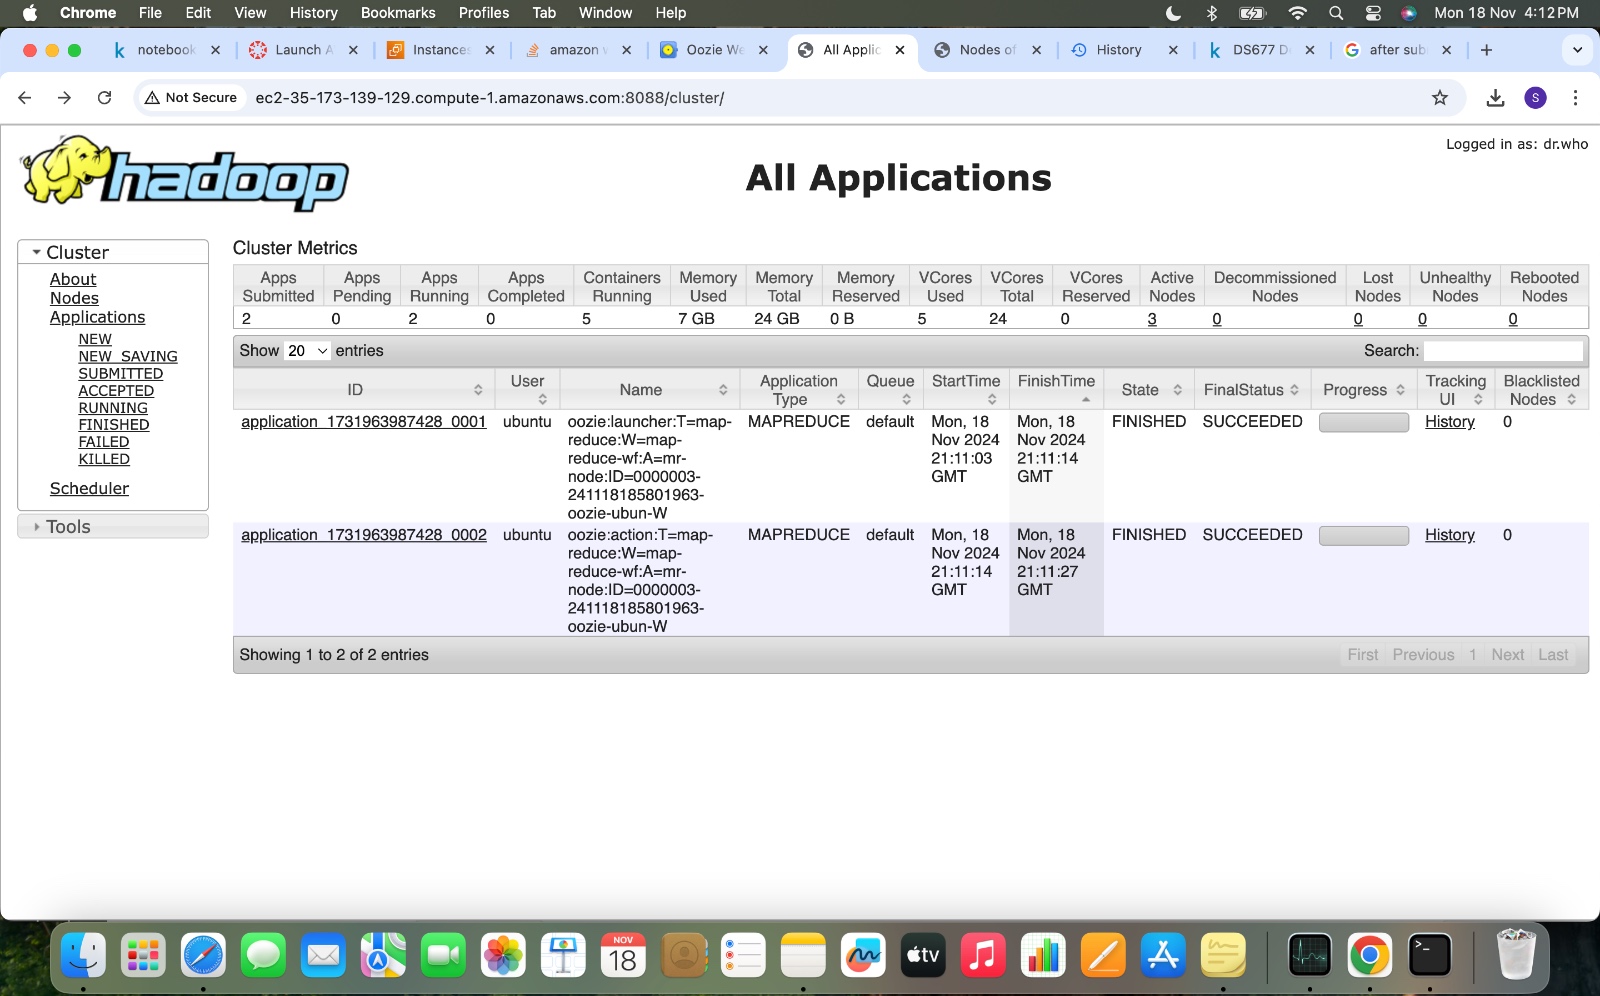 Chrome File Edit View History Bookmarks Profiles Tab Window Help Mon 18 Nov 4:12 PM
notebook Launch A Instances amazon w Oozie We All Applic Nodes of History DS677 D after sub
Not Secure ec2-35-173-139-129.compute-1.amazonaws.com:8088/cluster/ S
Logged in as: dr.who
hadoop
All Applications
Cluster
About
Nodes
Applications
NEW
NEW_SAVING
SUBMITTED
ACCEPTED
RUNNING
FINISHED
FAILED
KILLED
Scheduler
Tools
Cluster Metrics
Apps Submitted Apps Pending Apps Running Apps Completed Containers Running Memory Used Memory Total Memory Reserved VCores Used VCores Total VCores Reserved Active Nodes Decommissioned Nodes Lost Nodes Unhealthy Nodes Rebooted Nodes
2 0 2 0 5 7 GB 24 GB 0 B 5 24 0 3 0 0 0 0
Show 20 entries Search:
ID User Name Application Type Queue StartTime FinishTime State FinalStatus Progress Tracking UI Blacklisted Nodes
application_1731963987428_0001 ubuntu oozie:launcher:T=map- MAPREDUCE default Mon, 18 Mon, 18 FINISHED SUCCEEDED History 0
reduce:W=map- Nov 2024 Nov 2024
reduce-wf:A=mr- 21:11:03 21:11:14
node:ID=0000003- GMT GMT
241118185801963-
oozie-ubun-W
application_1731963987428_0002 ubuntu oozie:action:T=map- MAPREDUCE default Mon, 18 Mon, 18 FINISHED SUCCEEDED History 0
reduce:W=map- Nov 2024 Nov 2024
reduce-wf:A=mr- 21:11:14 21:11:27
node:ID=0000003- GMT GMT
241118185801963-
oozie-ubun-W
Showing 1 to 2 of 2 entries First Previous 1 Next Last
NOV
18
tv